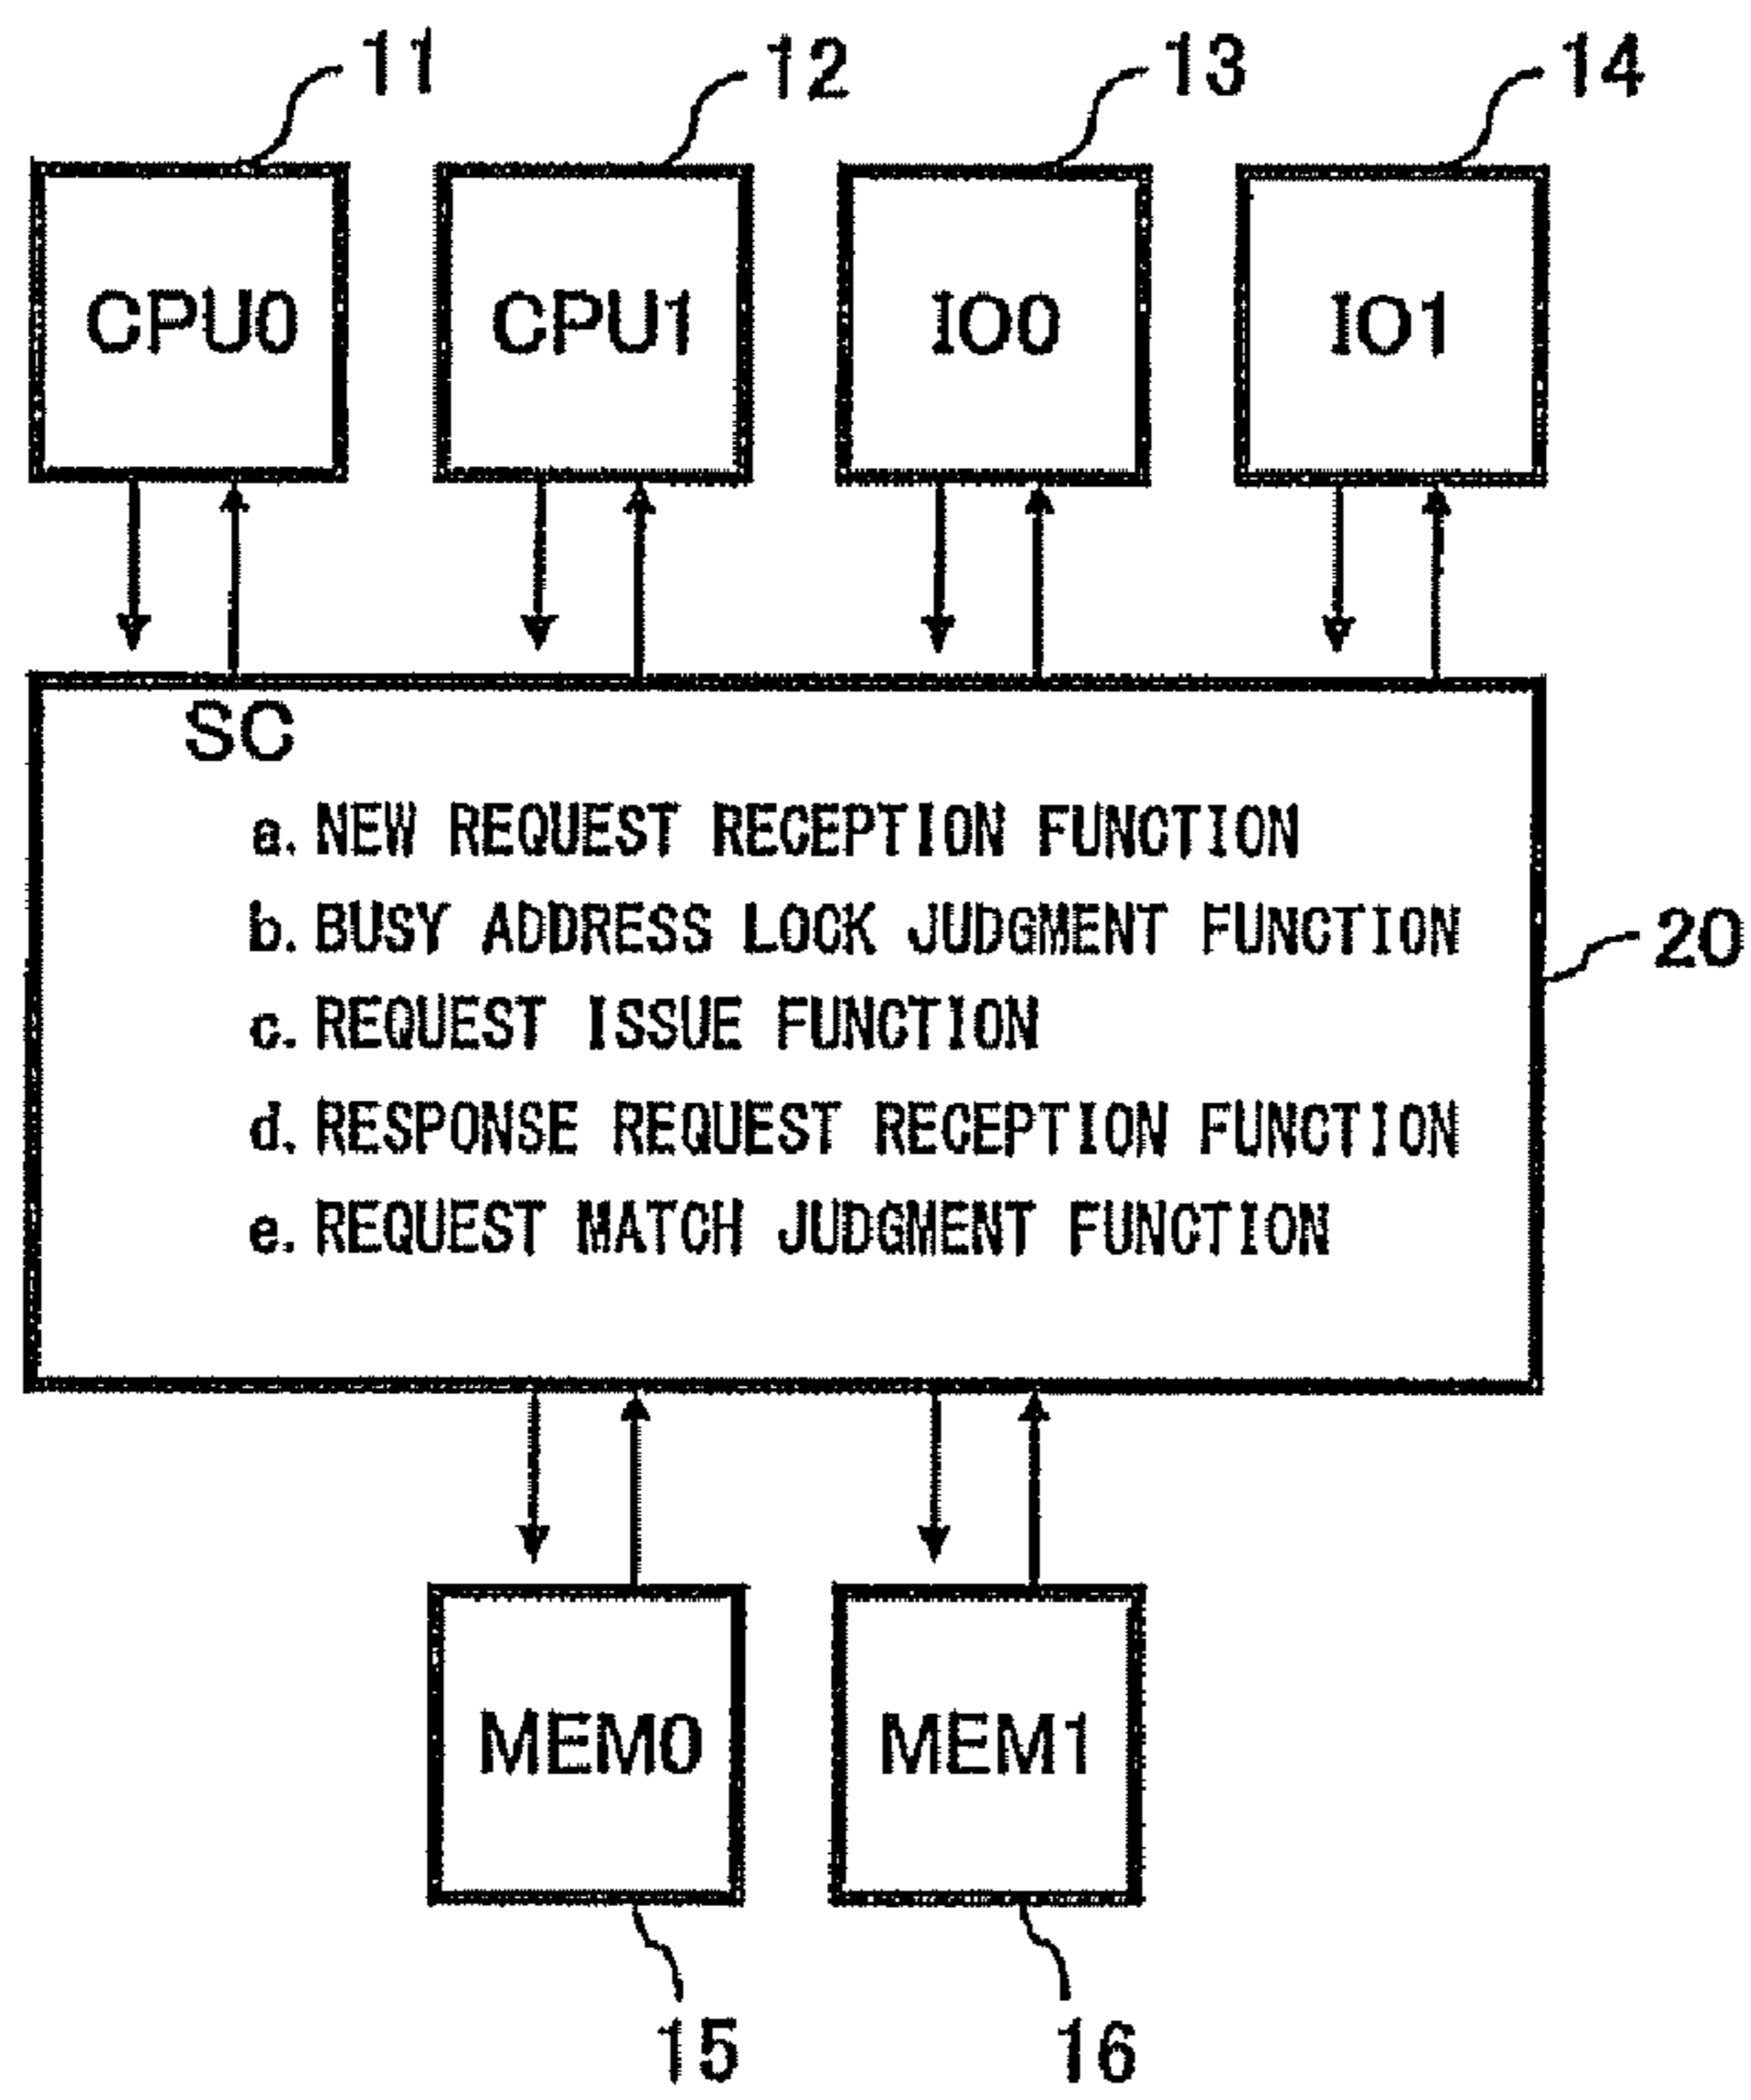 11 12 13 14
CPU0 CPU1 IO0 IO1
SC
a. NEW REQUEST RECEPTION FUNCTION
b. BUSY ADDRESS LOCK JUDGMENT FUNCTION
20
c. REQUEST ISSUE FUNCTION
d. RESPONSE REQUEST RECEPTION FUNCTION
e. REQUEST MATCH JUDGMENT FUNCTION
MEM0 MEM1
15 16